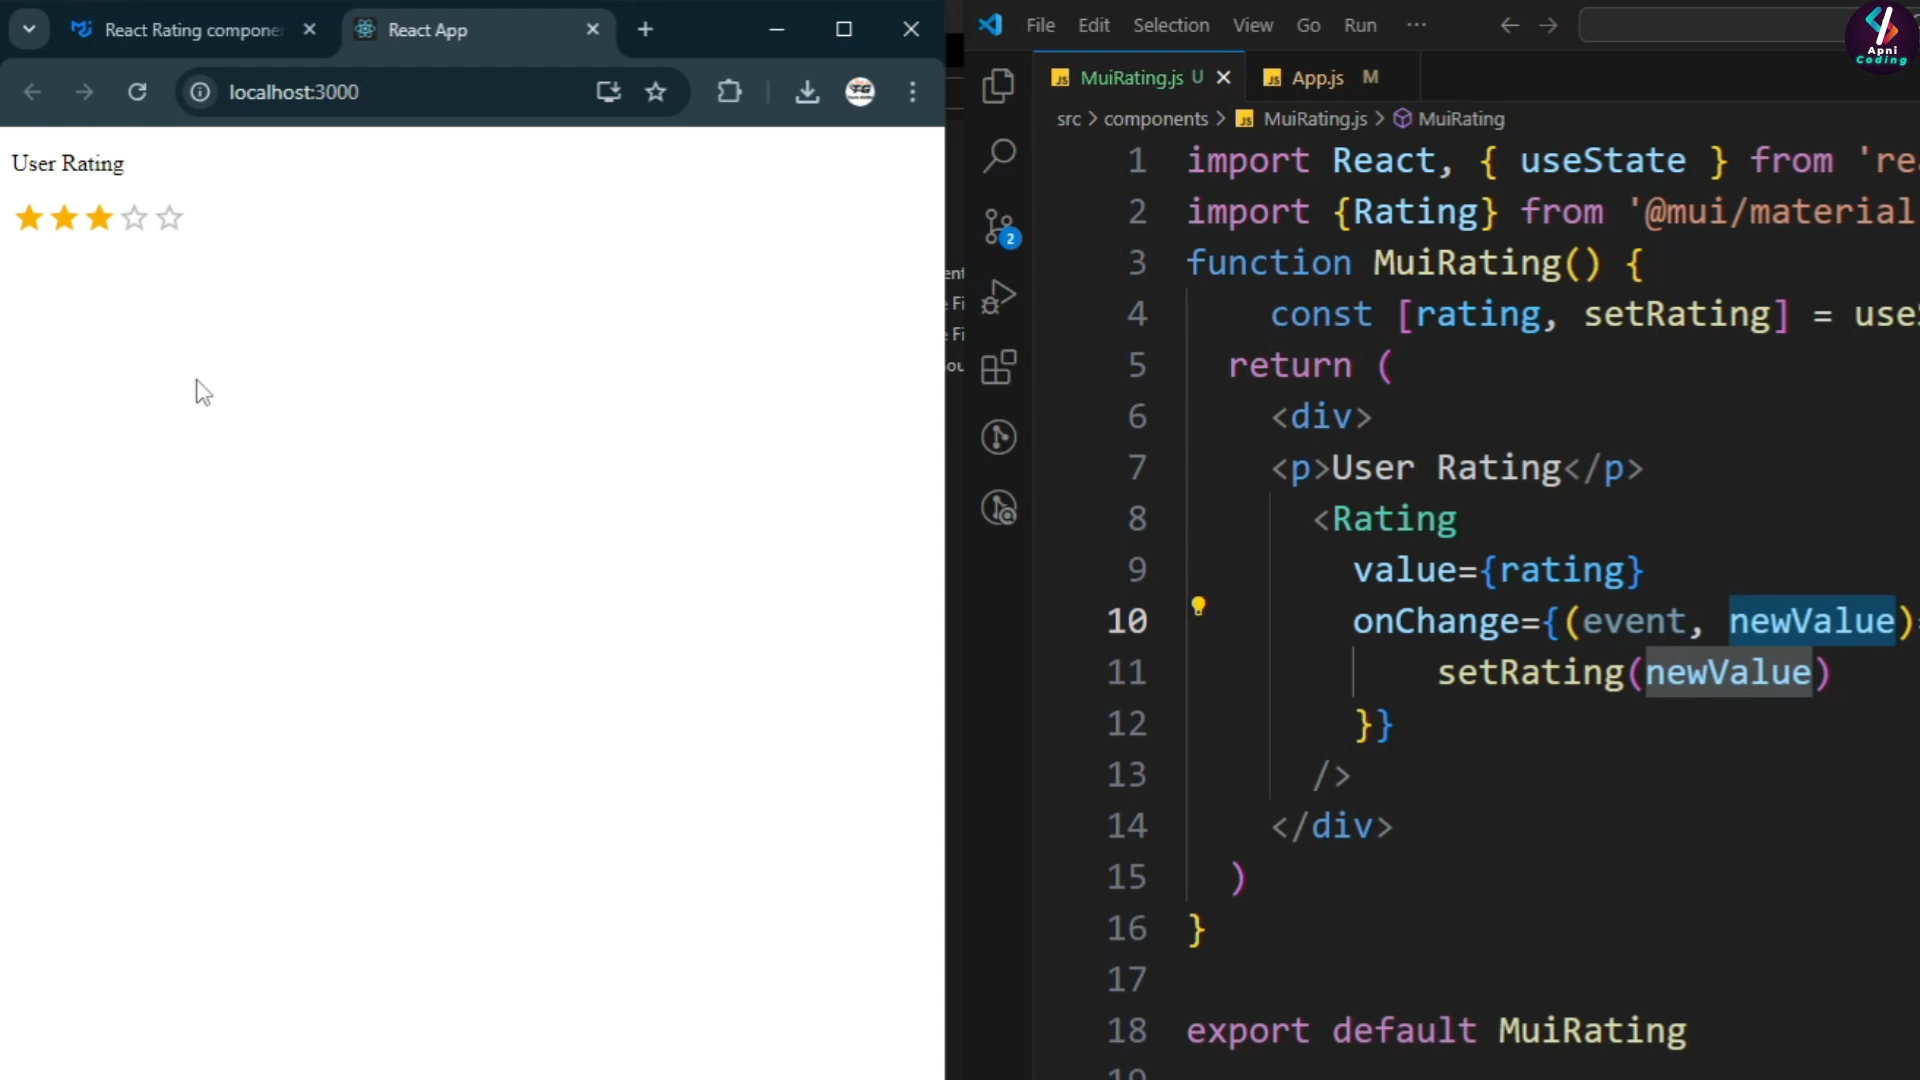 React Rating compone
React App
localhost:3000
User Rating
File Edit Selection View Go Run ...
Apni
Coding
MuiRating.js U
App.js M
src > components > MuiRating.js > MuiRating
2
1 import React, { useState } from 're
2 import {Rating} from '@mui/material
3 function MuiRating() {
4 const [rating, setRating] = use
5 return (
6 <div>
7 <p>User Rating</p>
8 <Rating
9 value={rating}
10 onChange={(event, newValue)
11 setRating(newValue)
12 }}
13 />
14 </div>
15 )
16 }
17
18 export default MuiRating